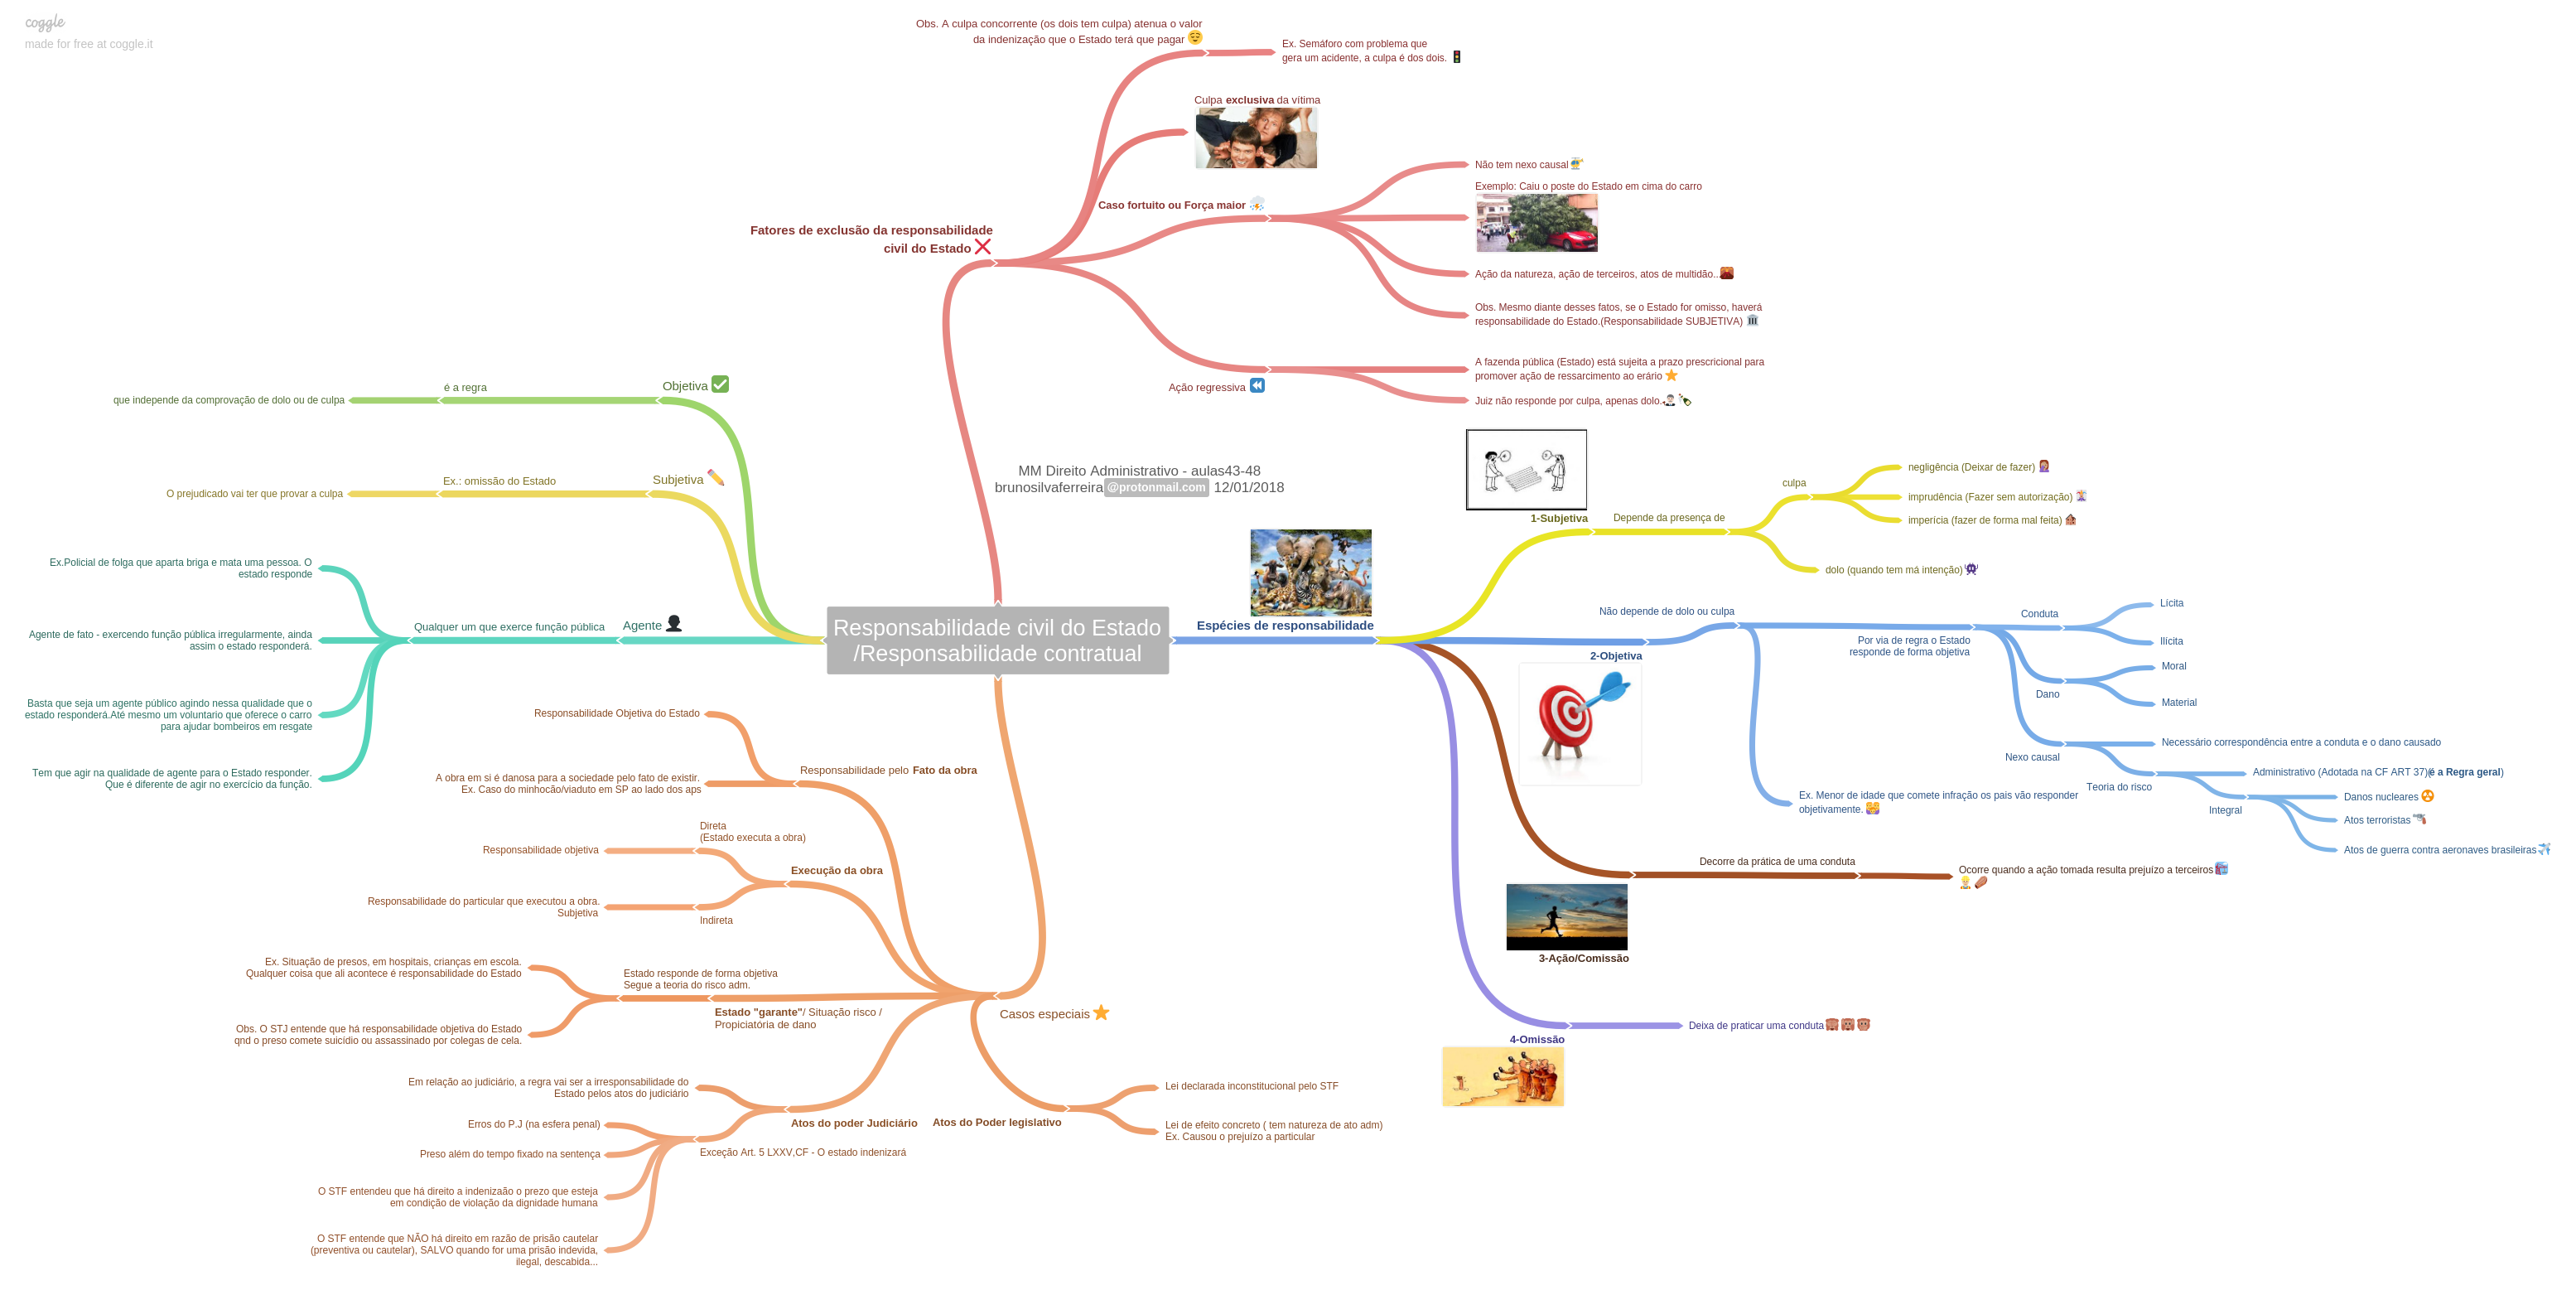 coggle
made for free at coggle.it
Obs. A culpa concorrente (os dois tem culpa) atenua o valor
da indenização que o Estado terá que pagar
Ex. Semáforo com problema que
gera um acidente, a culpa é dos dois.
Culpa exclusiva da vítima
Fatores de exclusão da responsabilidade
civil do Estado
Caso fortuito ou Força maior
Não tem nexo causal
Exemplo: Caiu o poste do Estado em cima do carro
Ação da natureza, ação de terceiros, atos de multidão...
Obs. Mesmo diante desses fatos, se o Estado for omisso, haverá
responsabilidade do Estado.(Responsabilidade SUBJETIVA)
Ação regressiva
A fazenda pública (Estado) está sujeita a prazo prescricional para
promover ação de ressarcimento ao erário
Juiz não responde por culpa, apenas dolo.
MM Direito Administrativo - aulas43-48
brunosilvaferreira@protonmail.com 12/01/2018
Objetiva
é a regra
que independe da comprovação de dolo ou de culpa
Subjetiva
Ex.: omissão do Estado
O prejudicado vai ter que provar a culpa
Agente
Qualquer um que exerce função pública
Ex.Policial de folga que aparta briga e mata uma pessoa. O
estado responde
Agente de fato - exercendo função pública irregularmente, ainda
assim o estado responderá.
Basta que seja um agente público agindo nessa qualidade que o
estado responderá.Até mesmo um voluntario que oferece o carro
para ajudar bombeiros em resgate
Tem que agir na qualidade de agente para o Estado responder.
Que é diferente de agir no exercício da função.
Responsabilidade civil do Estado
/Responsabilidade contratual
Espécies de responsabilidade
1-Subjetiva
Depende da presença de
culpa
negligência (Deixar de fazer)
imprudência (Fazer sem autorização)
imperícia (fazer de forma mal feita)
dolo (quando tem má intenção)
2-Objetiva
Não depende de dolo ou culpa
Por via de regra o Estado
responde de forma objetiva
Conduta
Lícita
Ilícita
Dano
Moral
Material
Nexo causal
Necessário correspondência entre a conduta e o dano causado
Teoria do risco
Administrativo (Adotada na CF ART 37)(é a Regra geral)
Integral
Danos nucleares
Atos terroristas
Atos de guerra contra aeronaves brasileiras
Ex. Menor de idade que comete infração os pais vão responder
objetivamente.
3-Ação/Comissão
Decorre da prática de uma conduta
Ocorre quando a ação tomada resulta prejuízo a terceiros
4-Omissão
Deixa de praticar uma conduta
Casos especiais
Responsabilidade pelo Fato da obra
Responsabilidade Objetiva do Estado
A obra em si é danosa para a sociedade pelo fato de existir.
Ex. Caso do minhocão/viaduto em SP ao lado dos aps
Execução da obra
Direta
(Estado executa a obra)
Responsabilidade objetiva
Indireta
Responsabilidade do particular que executou a obra.
Subjetiva
Estado "garante"/ Situação risco /
Propiciatória de dano
Estado responde de forma objetiva
Segue a teoria do risco adm.
Ex. Situação de presos, em hospitais, crianças em escola.
Qualquer coisa que ali acontece é responsabilidade do Estado
Obs. O STJ entende que há responsabilidade objetiva do Estado
qnd o preso comete suicídio ou assassinado por colegas de cela.
Atos do poder Judiciário
Em relação ao judiciário, a regra vai ser a irresponsabilidade do
Estado pelos atos do judiciário
Exceção Art. 5 LXXV,CF - O estado indenizará
Erros do P.J (na esfera penal)
Preso além do tempo fixado na sentença
O STF entendeu que há direito a indenizaão o prezo que esteja
em condição de violação da dignidade humana
O STF entende que NÃO há direito em razão de prisão cautelar
(preventiva ou cautelar), SALVO quando for uma prisão indevida,
ilegal, descabida...
Atos do Poder legislativo
Lei declarada inconstitucional pelo STF
Lei de efeito concreto ( tem natureza de ato adm)
Ex. Causou o prejuízo a particular